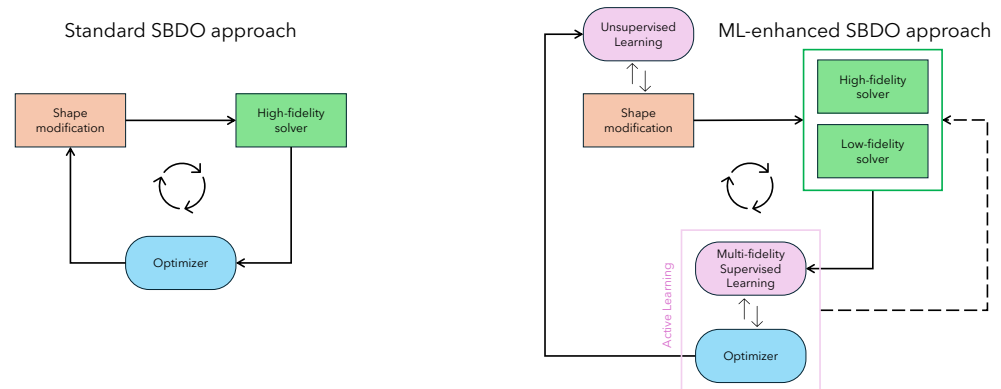 Standard SBDO approach
Shape
modification
High-fidelity
solver
Optimizer
ML-enhanced SBDO approach
Unsupervised
Learning
Shape
modification
High-fidelity
solver
Low-fidelity
solver
Active Learning
Multi-fidelity
Supervised
Learning
Optimizer